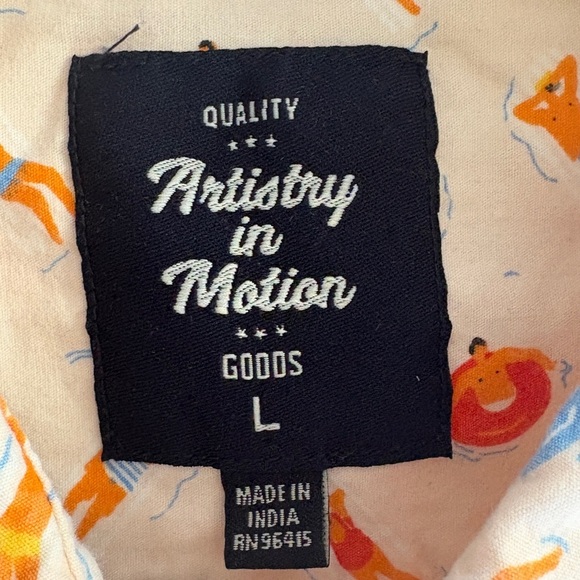 QUALITY
Artistry
in
Motion
GOODS
L
MADE IN
INDIA
RN96415